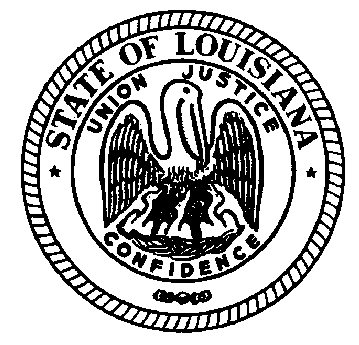 STATE OF LOUISIANA
UNION JUSTICE
CONFIDENCE